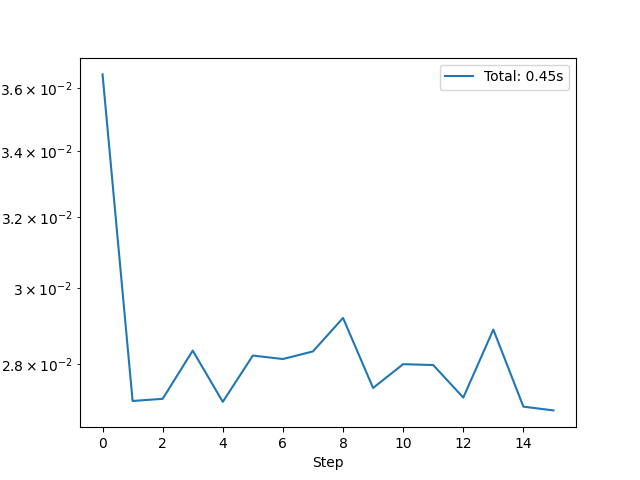 Total: 0.45s
3.6 × 10⁻²
3.4 × 10⁻²
3.2 × 10⁻²
3 × 10⁻²
2.8 × 10⁻²
0 2 4 6 8 10 12 14
Step